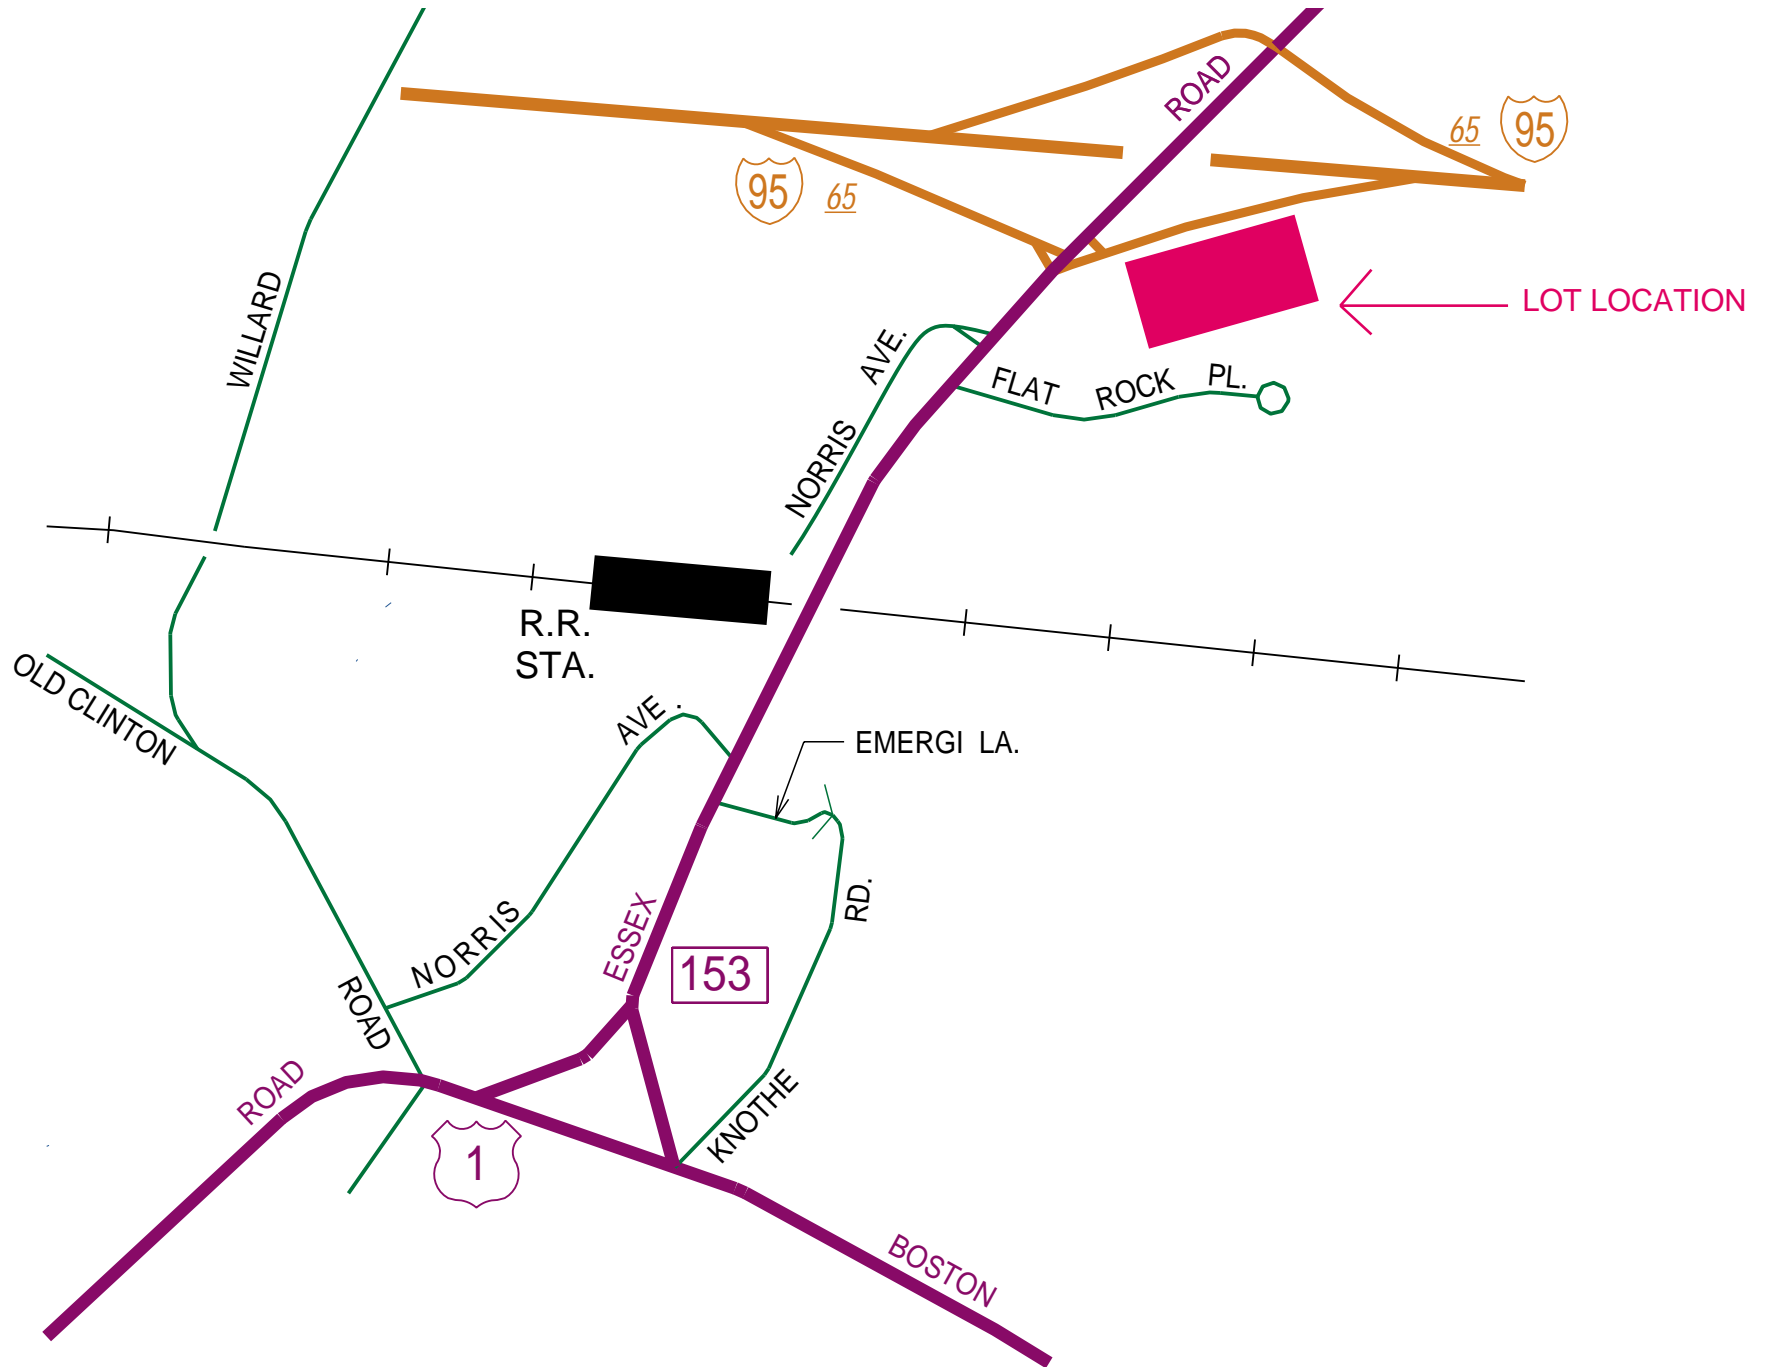 ROAD
65
95
95
65
WILLARD
LOT LOCATION
NORRIS AVE.
FLAT ROCK PL.
R.R.
STA.
OLD CLINTON ROAD
NORRIS AVE.
EMERGI LA.
ESSEX
153
KNOTHE RD.
ROAD
1
BOSTON